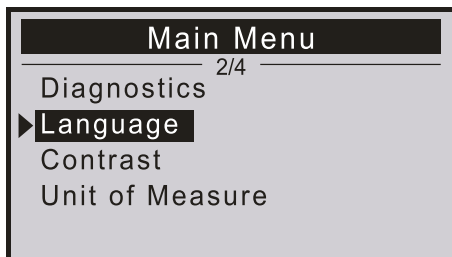 Main Menu
2/4
Diagnostics
Language
Contrast
Unit of Measure